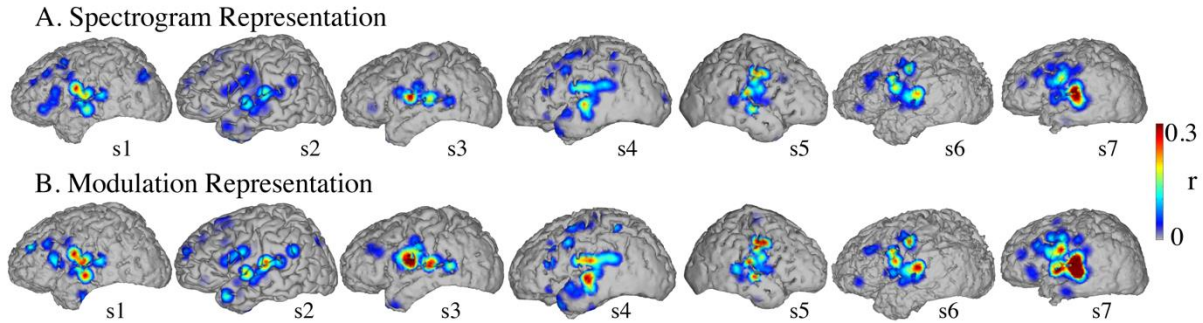 A. Spectrogram Representation
s1 s2 s3 s4 s5 s6 s7
0.3
r
0
B. Modulation Representation
s1 s2 s3 s4 s5 s6 s7